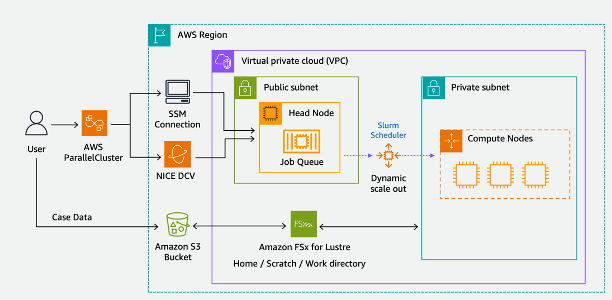 AWS Region
Virtual private cloud (VPC)
Public subnet
Private subnet
Head Node
Job Queue
SSM
Connection
User
AWS
ParallelCluster
NICE DCV
Slurm
Scheduler
Dynamic
scale out
Compute Nodes
Case Data
Amazon S3
Bucket
FSx
Amazon FSx for Lustre
Home / Scratch / Work directory